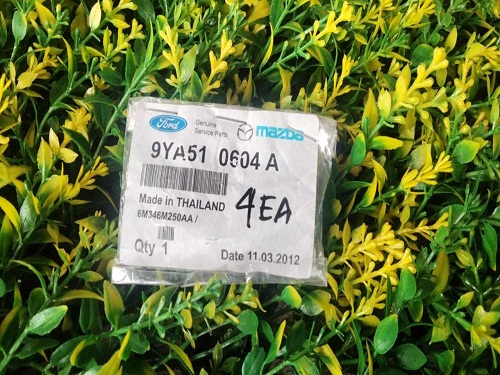 Ford Genuine Service Parts mazda
9YA51 0604 A
Made in THAILAND 4EA
6M346M250AA /
Qty 1 Date 11.03.2012